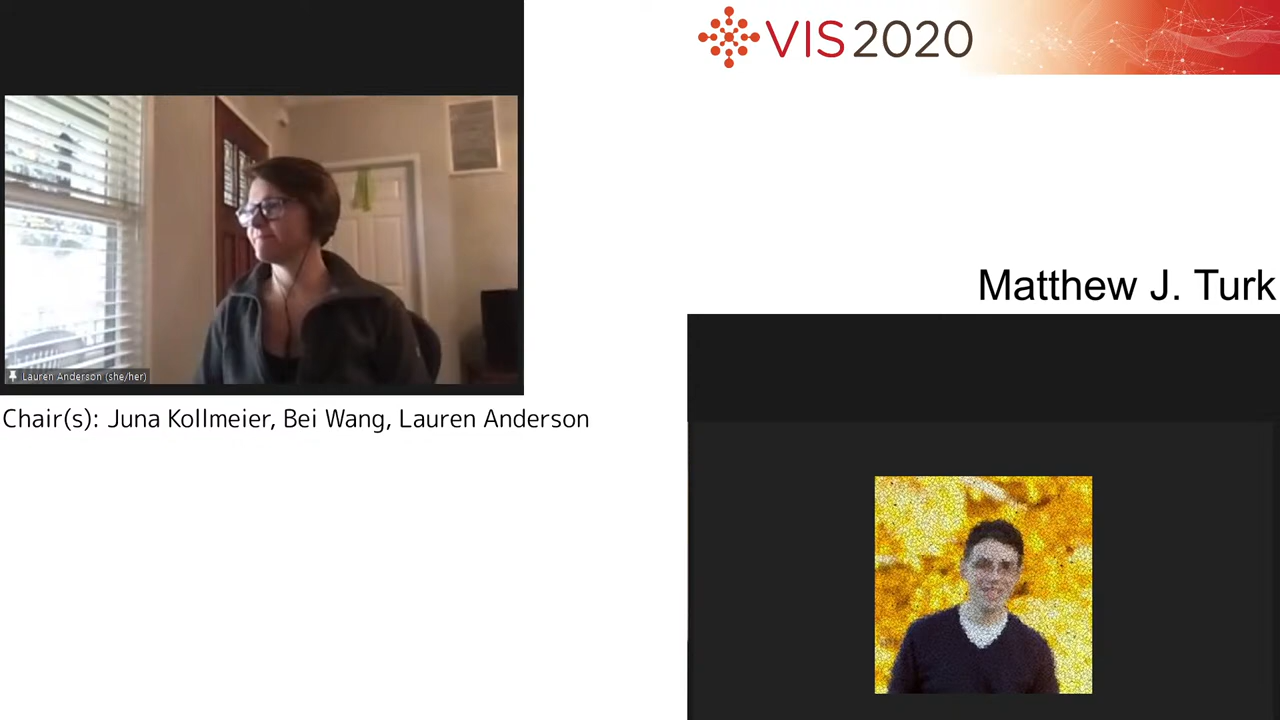 VIS2020
Matthew J. Turk
Lauren Anderson (she/her)
Chair(s): Juna Kollmeier, Bei Wang, Lauren Anderson